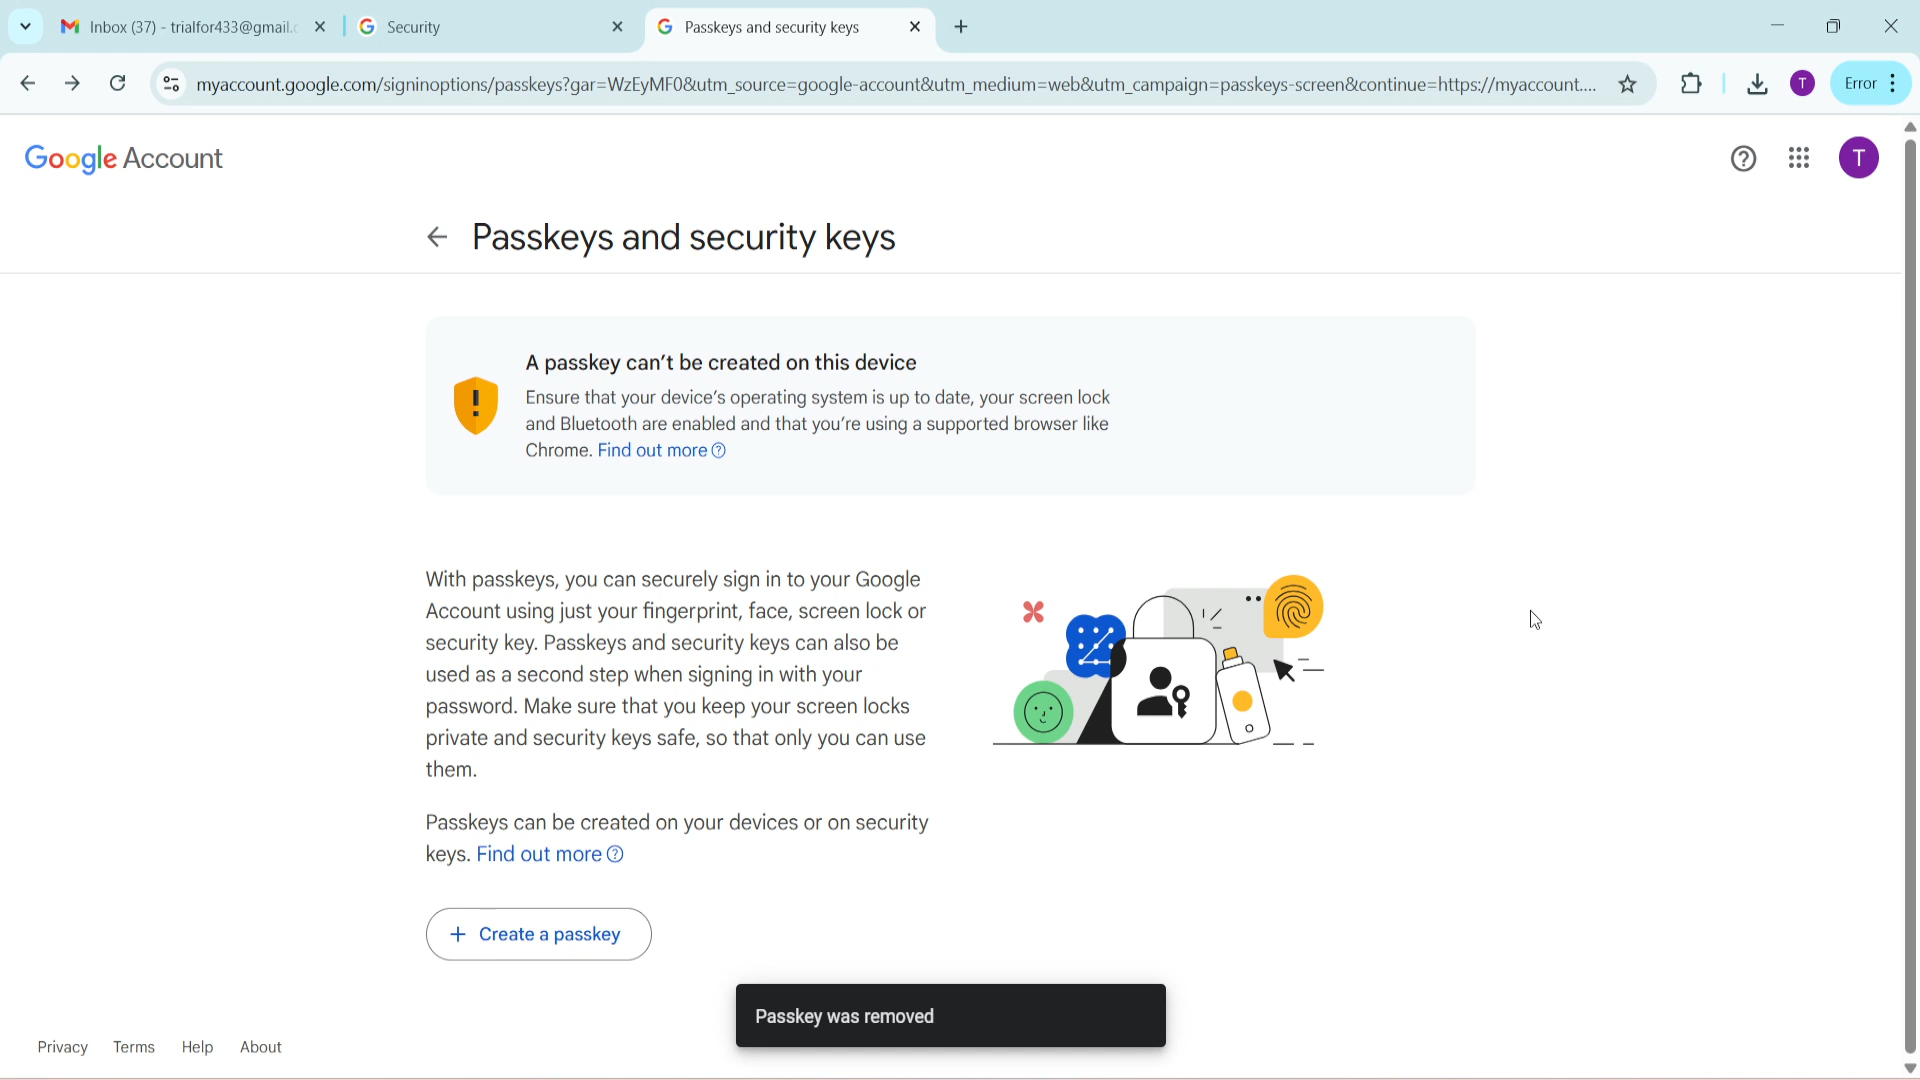 Inbox (37) - trialfor433@gmail.c
Security
Passkeys and security keys
myaccount.google.com/signinoptions/passkeys?gar=WzEyMF0&utm_source=google-account&utm_medium=web&utm_campaign=passkeys-screen&continue=https://myaccount....
T
Error
Google Account
T
Passkeys and security keys
A passkey can't be created on this device
Ensure that your device's operating system is up to date, your screen lock
and Bluetooth are enabled and that you're using a supported browser like
Chrome. Find out more
With passkeys, you can securely sign in to your Google
Account using just your fingerprint, face, screen lock or
security key. Passkeys and security keys can also be
used as a second step when signing in with your
password. Make sure that you keep your screen locks
private and security keys safe, so that only you can use
them.
Passkeys can be created on your devices or on security
keys. Find out more
+ Create a passkey
Passkey was removed
Privacy Terms Help About